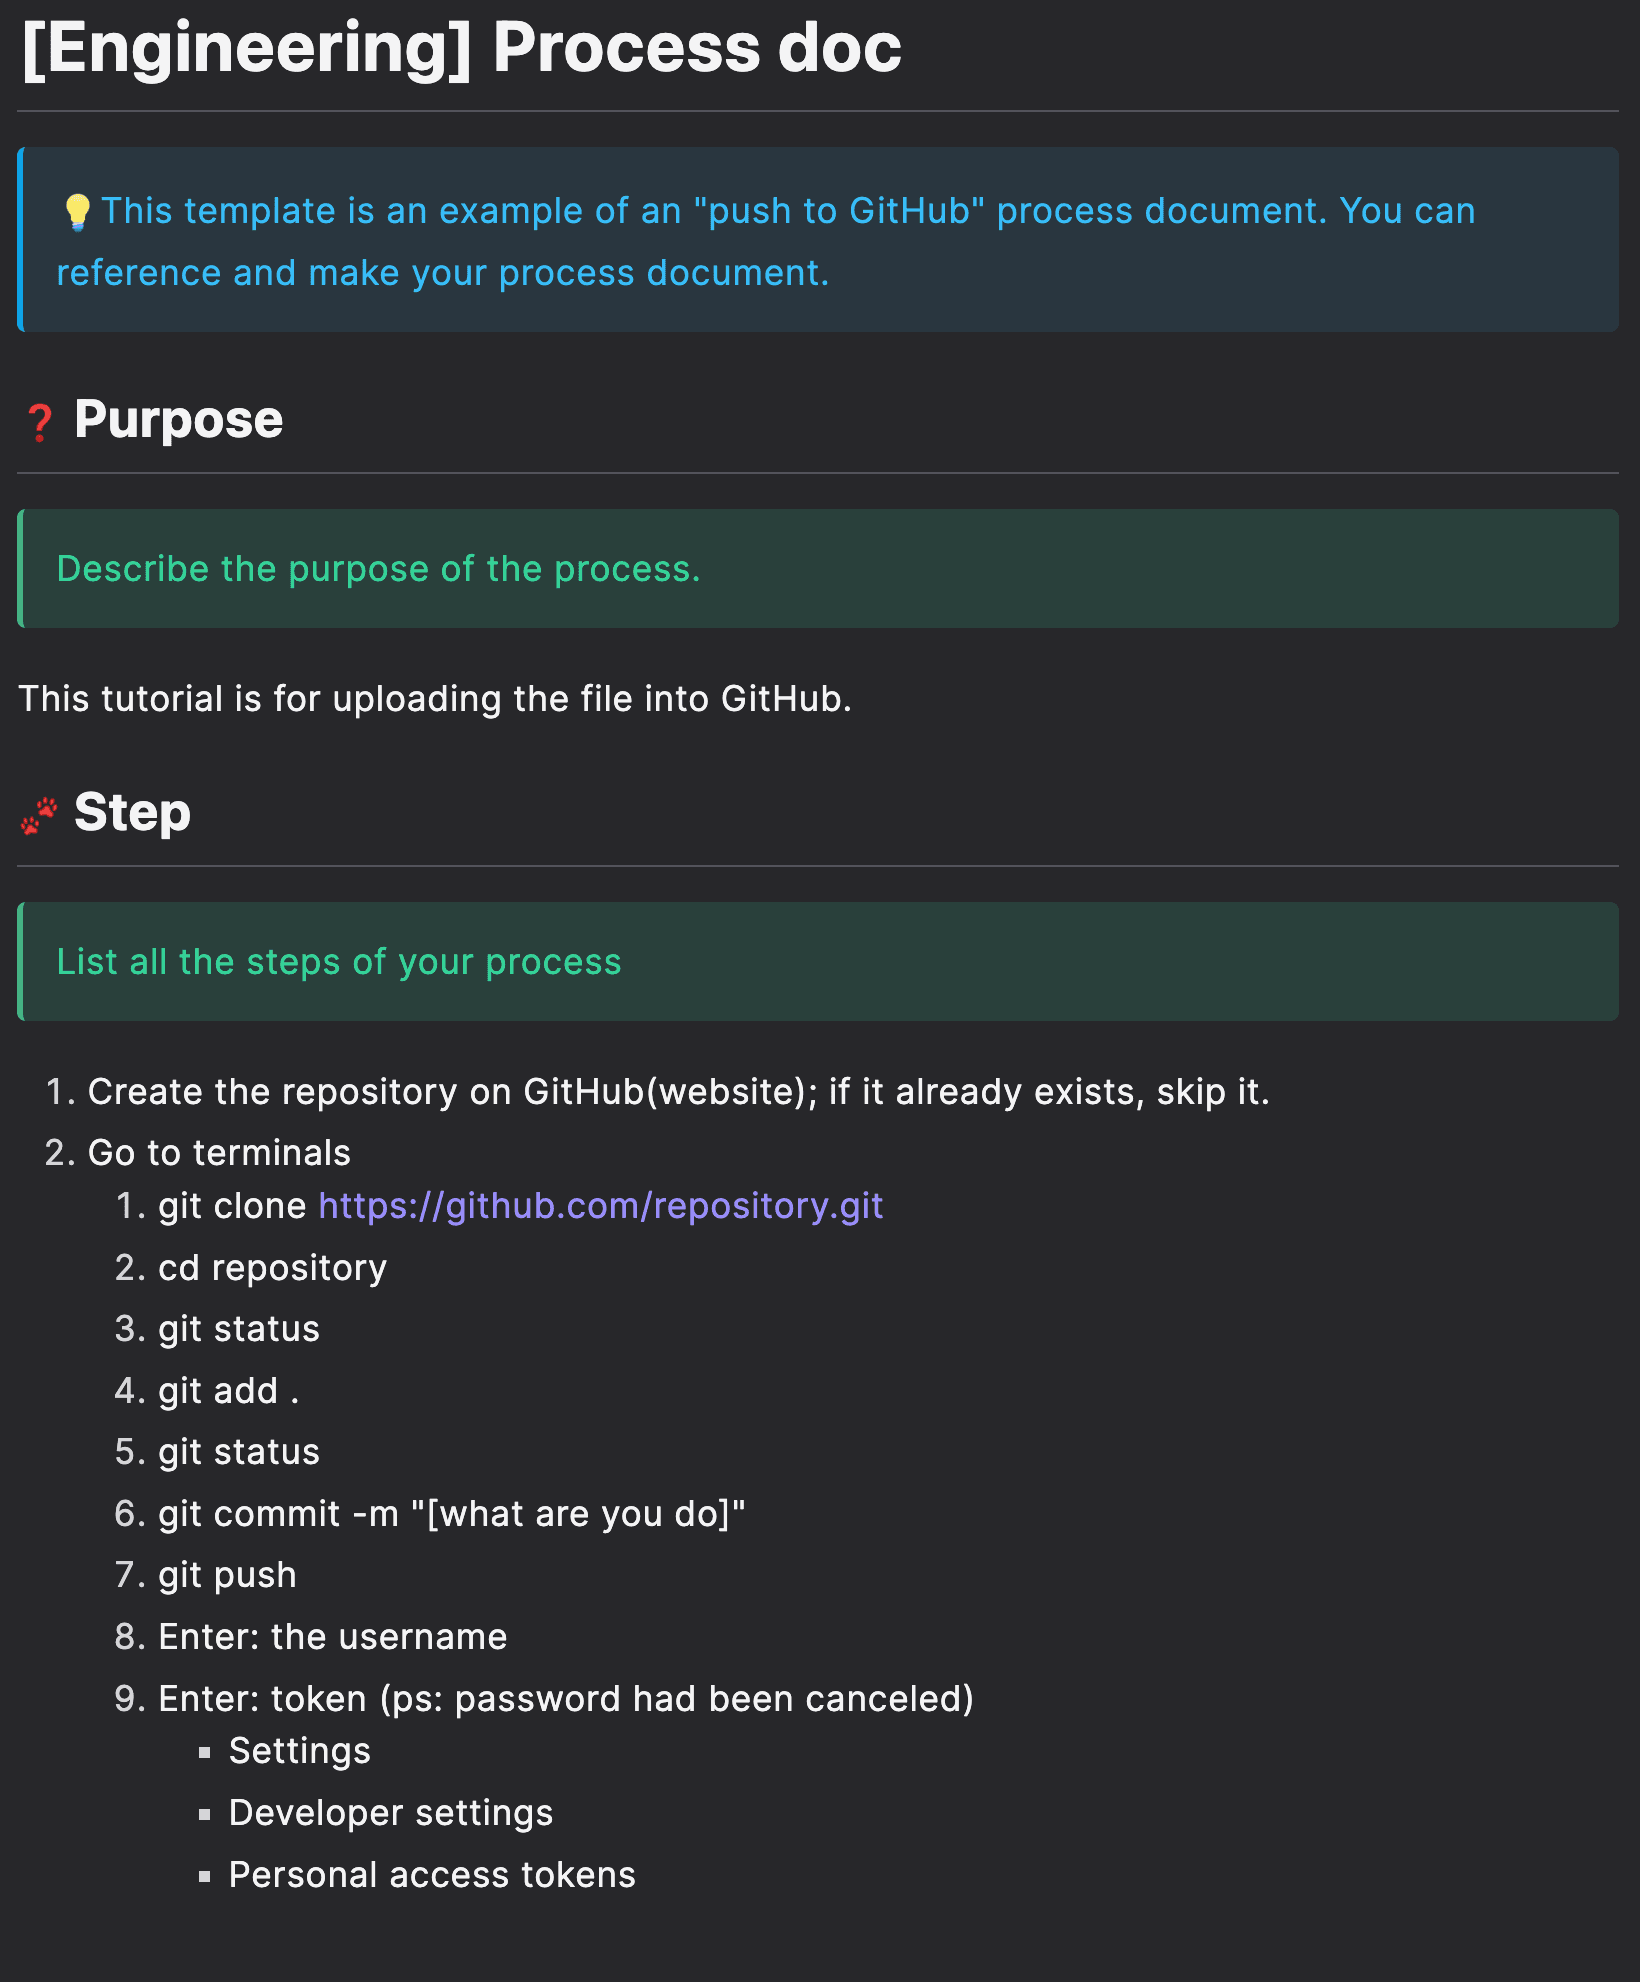 [Engineering] Process doc
💡This template is an example of an "push to GitHub" process document. You can
reference and make your process document.
❓ Purpose
Describe the purpose of the process.
This tutorial is for uploading the file into GitHub.
🐾 Step
List all the steps of your process
1. Create the repository on GitHub(website); if it already exists, skip it.
2. Go to terminals
1. git clone https://github.com/repository.git
2. cd repository
3. git status
4. git add .
5. git status
6. git commit -m "[what are you do]"
7. git push
8. Enter: the username
9. Enter: token (ps: password had been canceled)
▪ Settings
▪ Developer settings
▪ Personal access tokens